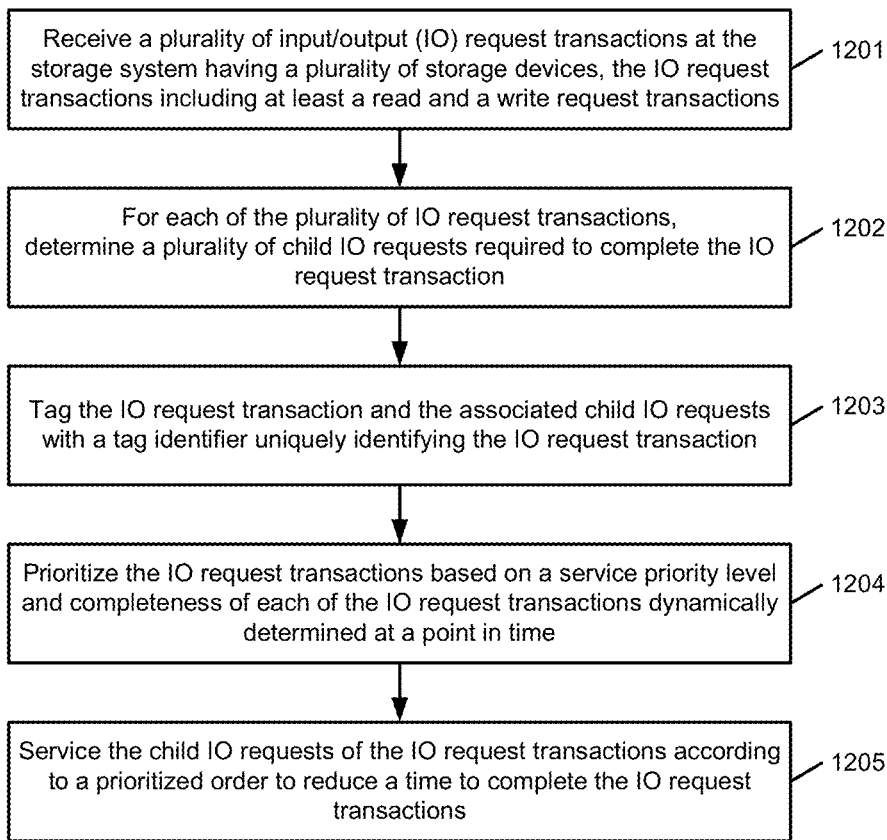 Receive a plurality of input/output (IO) request transactions at the
storage system having a plurality of storage devices, the IO request
transactions including at least a read and a write request transactions
1201
For each of the plurality of IO request transactions,
determine a plurality of child IO requests required to complete the IO
request transaction
1202
Tag the IO request transaction and the associated child IO requests
with a tag identifier uniquely identifying the IO request transaction
1203
Prioritize the IO request transactions based on a service priority level
and completeness of each of the IO request transactions dynamically
determined at a point in time
1204
Service the child IO requests of the IO request transactions according
to a prioritized order to reduce a time to complete the IO request
transactions
1205